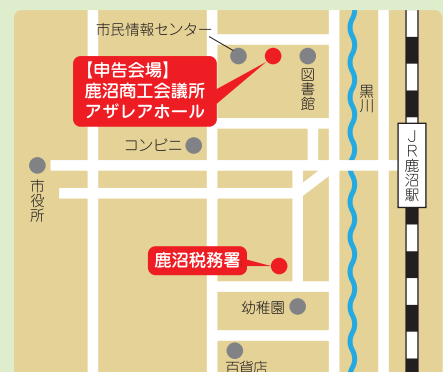 市民情報センター
【申告会場】
鹿沼商工会議所
アザレアホール
図書館
黒川
JR鹿沼駅
コンビニ
市役所
鹿沼税務署
幼稚園
百貨店